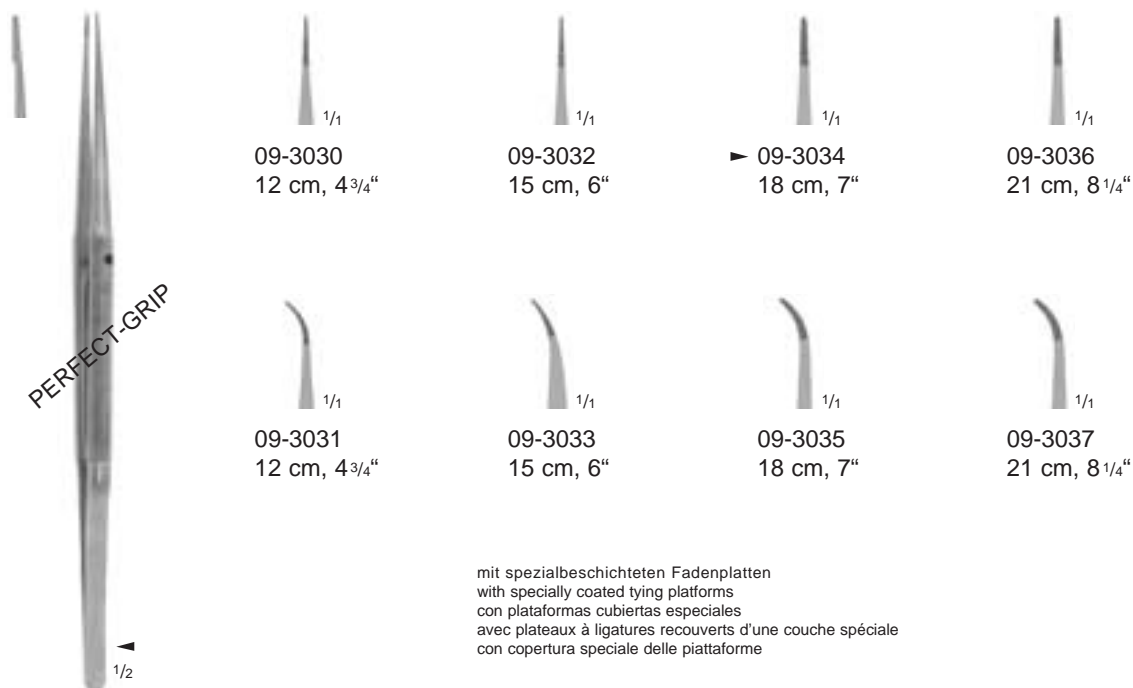 1/1
1/1
1/1
1/1
09-3030
12 cm, 4 3/4“
09-3032
15 cm, 6“
► 09-3034
18 cm, 7“
09-3036
21 cm, 8 1/4“
PERFECT-GRIP
1/1
1/1
1/1
1/1
09-3031
12 cm, 4 3/4“
09-3033
15 cm, 6“
09-3035
18 cm, 7“
09-3037
21 cm, 8 1/4“
mit spezialbeschichteten Fadenplatten
with specially coated tying platforms
con plataformas cubiertas especiales
avec plateaux à ligatures recouverts d'une couche spéciale
con copertura speciale delle piattaforme
◄
1/2